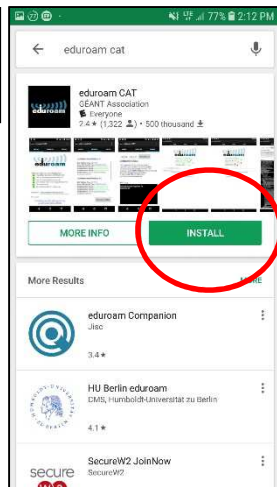 77% 2:12 PM
eduroam cat
eduroam CAT
GÉANT Association
Everyone
2.4★ (1,322) • 500 thousand
MORE INFO
INSTALL
More Results
MORE
eduroam Companion
Jisc
3.4★
HU Berlin eduroam
CMS, Humboldt-Universität zu Berlin
4.1★
SecureW2 JoinNow
SecureW2
secure